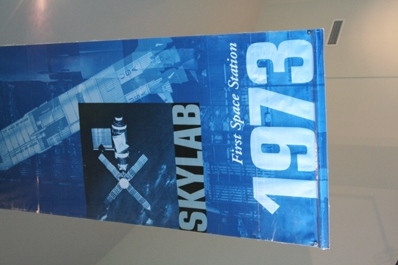 1973
First Space Station
SKYLAB